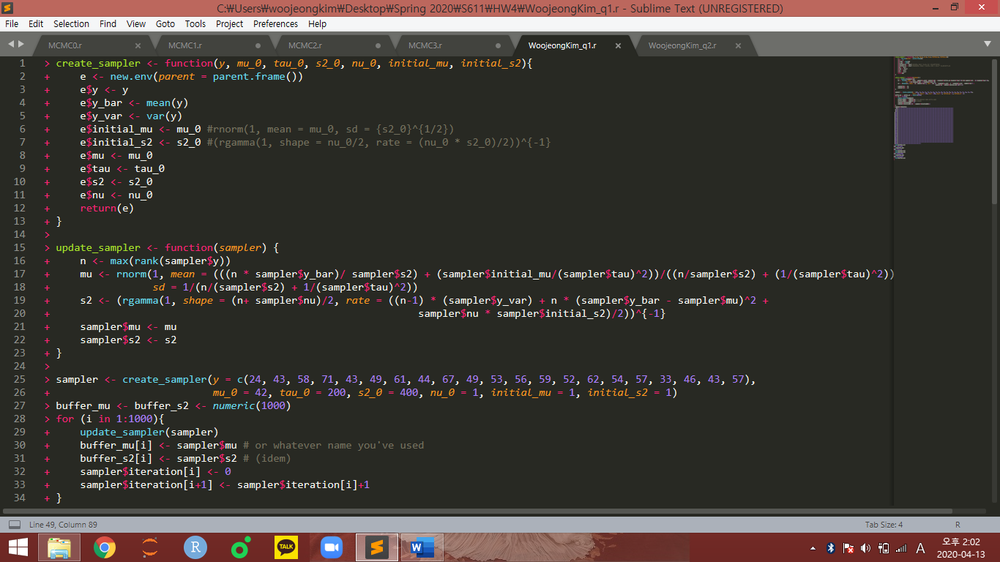 C:₩Users₩woojeongkim₩Desktop₩Spring 2020₩S611₩HW4₩WoojeongKim_q1.r - Sublime Text (UNREGISTERED)
File Edit Selection Find View Goto Tools Project Preferences Help
MCMC0.r MCMC1.r MCMC2.r MCMC3.r WoojeongKim_q1.r WoojeongKim_q2.r
1 > create_sampler <- function(y, mu_0, tau_0, s2_0, nu_0, initial_mu, initial_s2){
2 + e <- new.env(parent = parent.frame())
3 + e$y <- y
4 + e$y_bar <- mean(y)
5 + e$y_var <- var(y)
6 + e$initial_mu <- mu_0 #rnorm(1, mean = mu_0, sd = {s2_0}^{1/2})
7 + e$initial_s2 <- s2_0 #(rgamma(1, shape = nu_0/2, rate = (nu_0 * s2_0)/2))^{-1}
8 + e$mu <- mu_0
9 + e$tau <- tau_0
10 + e$s2 <- s2_0
11 + e$nu <- nu_0
12 + return(e)
13 + }
14 >
15 > update_sampler <- function(sampler) {
16 + n <- max(rank(sampler$y))
17 + mu <- rnorm(1, mean = (((n * sampler$y_bar)/ sampler$s2) + (sampler$initial_mu/(sampler$tau)^2))/((n/sampler$s2) + (1/(sampler$tau)^2))
18 sd = 1/(n/(sampler$s2) + 1/(sampler$tau)^2))
19 + s2 <- (rgamma(1, shape = (n+ sampler$nu)/2, rate = ((n-1) * (sampler$y_var) + n * (sampler$y_bar - sampler$mu)^2 +
20 + sampler$nu * sampler$initial_s2)/2))^{-1}
21 + sampler$mu <- mu
22 + sampler$s2 <- s2
23 + }
24 >
25 > sampler <- create_sampler(y = c(24, 43, 58, 71, 43, 49, 61, 44, 67, 49, 53, 56, 59, 52, 62, 54, 57, 33, 46, 43, 57),
26 + mu_0 = 42, tau_0 = 200, s2_0 = 400, nu_0 = 1, initial_mu = 1, initial_s2 = 1)
27 > buffer_mu <- buffer_s2 <- numeric(1000)
28 > for (i in 1:1000){
29 + update_sampler(sampler)
30 + buffer_mu[i] <- sampler$mu # or whatever name you've used
31 + buffer_s2[i] <- sampler$s2 # (idem)
32 + sampler$iteration[i] <- 0
33 + sampler$iteration[i+1] <- sampler$iteration[i]+1
34 + }
Line 49, Column 89 Tab Size: 4 R
R TALK W A 오후 2:02
2020-04-13